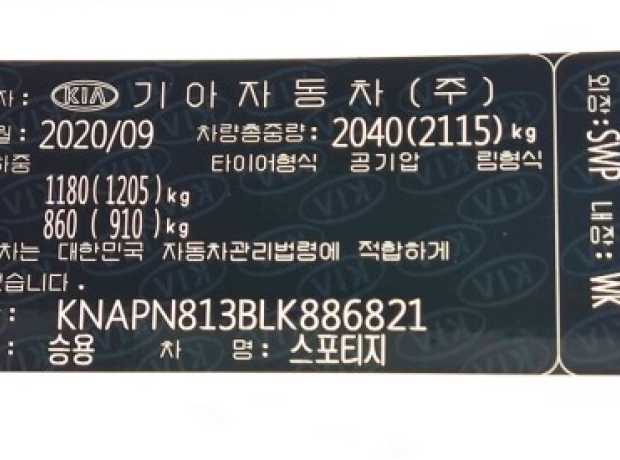 자: KIA 기아자동차(주)
월: 2020/09 차량총중량: 2040(2115)kg
하중 타이어형식 공기압 림형식
1180(1205)kg
860 (910)kg
차는 대한민국 자동차관리법령에 적합하게
었습니다.
: KNAPN813BLK886821
: 승용 차 명: 스포티지
외장: SWP 내장: WK